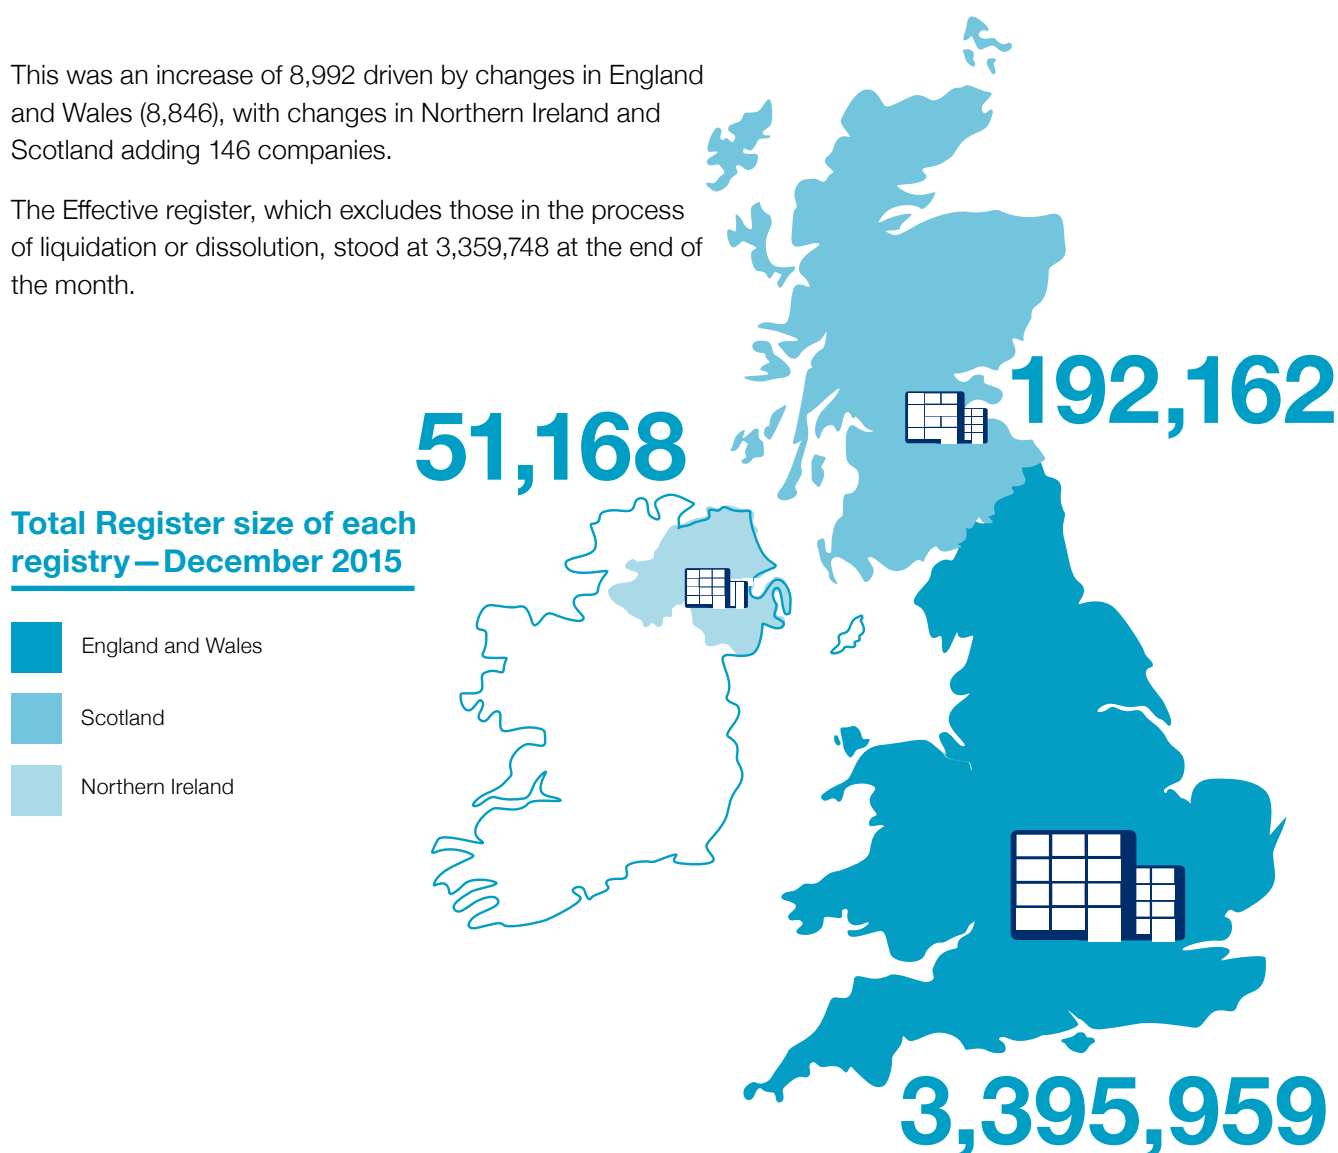 This was an increase of 8,992 driven by changes in England
and Wales (8,846), with changes in Northern Ireland and
Scotland adding 146 companies.
The Effective register, which excludes those in the process
of liquidation or dissolution, stood at 3,359,748 at the end of
the month.
192,162
51,168
Total Register size of each
registry—December 2015
England and Wales
Scotland
Northern Ireland
3,395,959